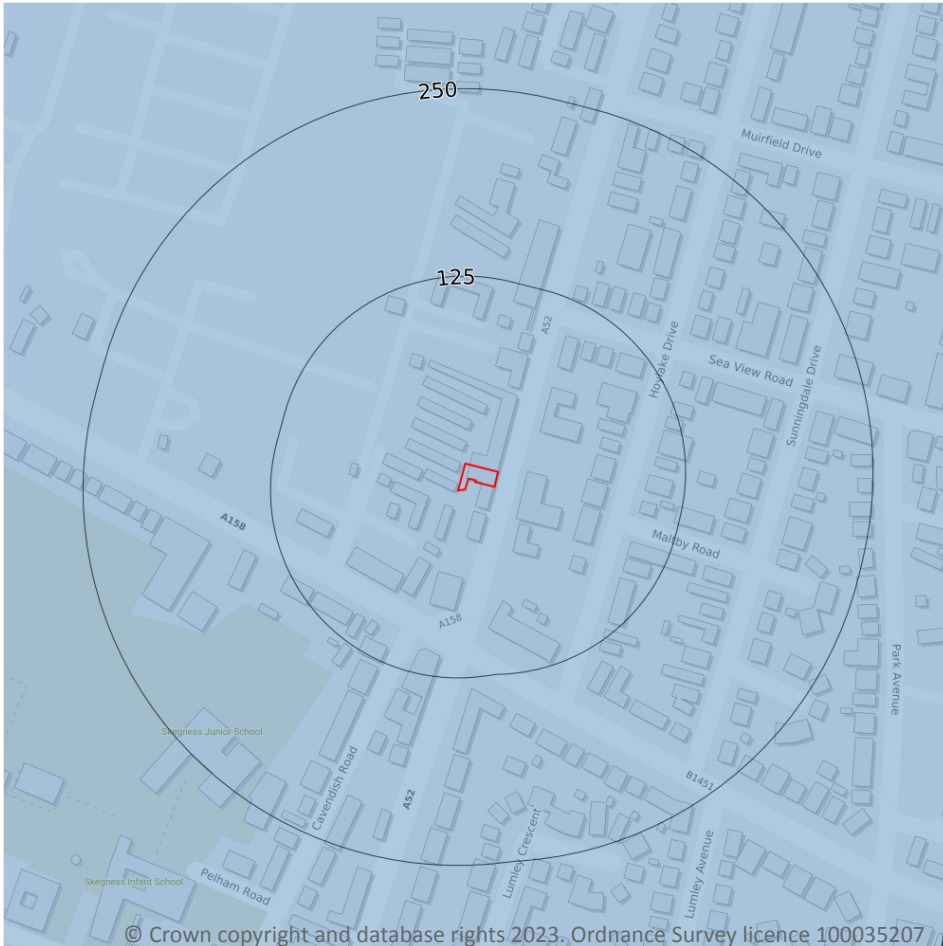 250
Muirfield Drive
125
A52
Hoylake Drive
Sea View Road
Sunningdale Drive
A158
Maltby Road
A158
Park Avenue
Skegness Junior School
Cavendish Road
A52
B1451
Lumley Crescent
Lumley Avenue
Skegness Infant School
Pelham Road
© Crown copyright and database rights 2023. Ordnance Survey licence 100035207